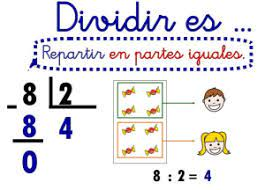 Dividir es ...
Repartir en partes iguales.
- 8 2
8 4
0
8 : 2 = 4